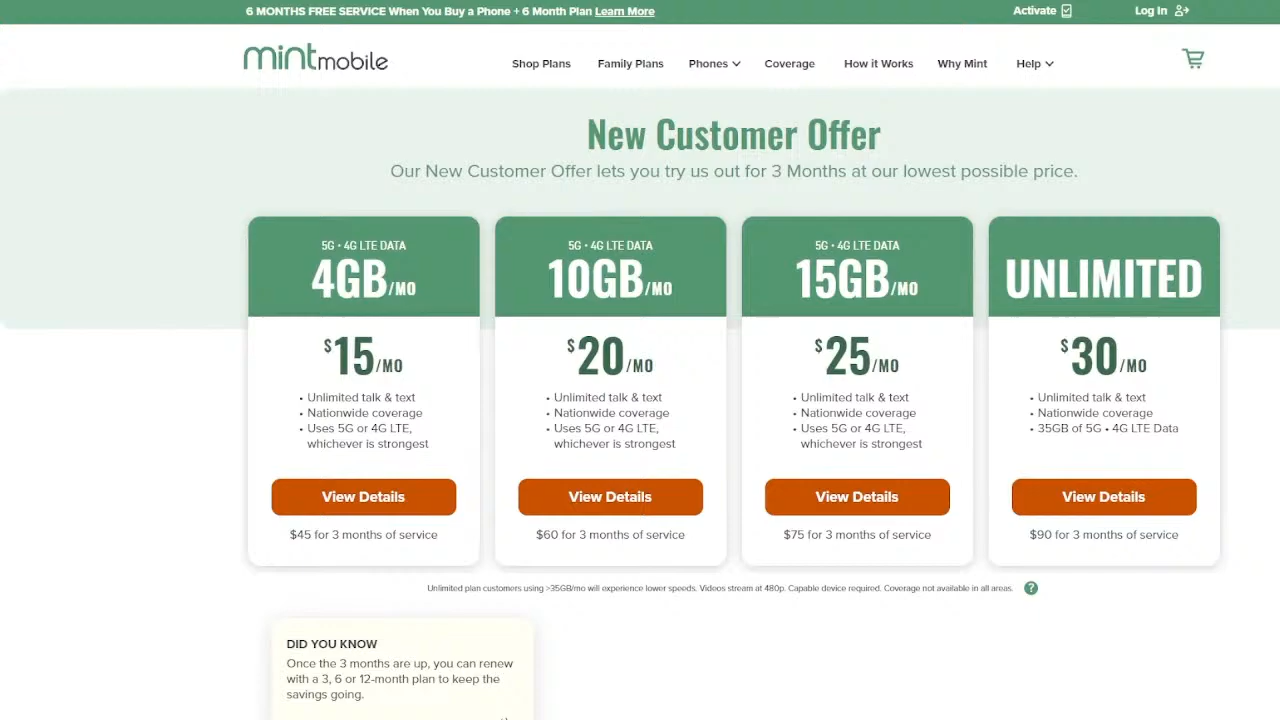 6 MONTHS FREE SERVICE When You Buy a Phone + 6 Month Plan Learn More
Activate
Log In
mintmobile
Shop Plans
Family Plans
Phones
Coverage
How it Works
Why Mint
Help
New Customer Offer
Our New Customer Offer lets you try us out for 3 Months at our lowest possible price.
5G • 4G LTE DATA
4GB/MO
$15/MO
• Unlimited talk & text
• Nationwide coverage
• Uses 5G or 4G LTE,
whichever is strongest
View Details
$45 for 3 months of service
5G • 4G LTE DATA
10GB/MO
$20/MO
• Unlimited talk & text
• Nationwide coverage
• Uses 5G or 4G LTE,
whichever is strongest
View Details
$60 for 3 months of service
5G • 4G LTE DATA
15GB/MO
$25/MO
• Unlimited talk & text
• Nationwide coverage
• Uses 5G or 4G LTE,
whichever is strongest
View Details
$75 for 3 months of service
UNLIMITED
$30/MO
• Unlimited talk & text
• Nationwide coverage
• 35GB of 5G • 4G LTE Data
View Details
$90 for 3 months of service
Unlimited plan customers using >35GB/mo will experience lower speeds. Videos stream at 480p. Capable device required. Coverage not available in all areas. ?
DID YOU KNOW
Once the 3 months are up, you can renew
with a 3, 6 or 12-month plan to keep the
savings going.